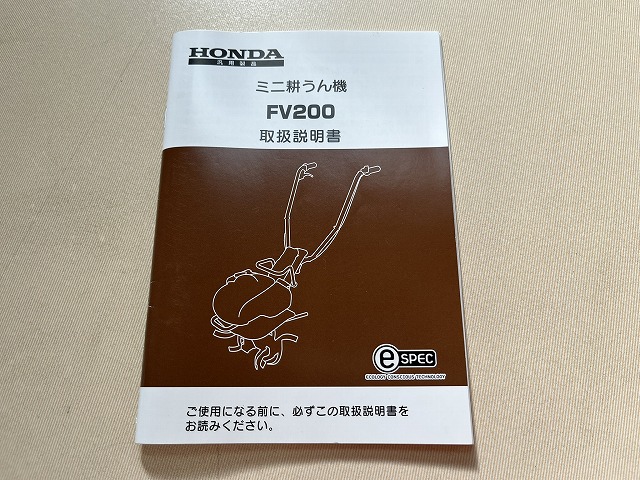 HONDA
汎用製品
ミニ耕うん機
FV200
取扱説明書
e SPEC
ECOLOGY CONSCIOUS TECHNOLOGY
ご使用になる前に、必ずこの取扱説明書を
お読みください。